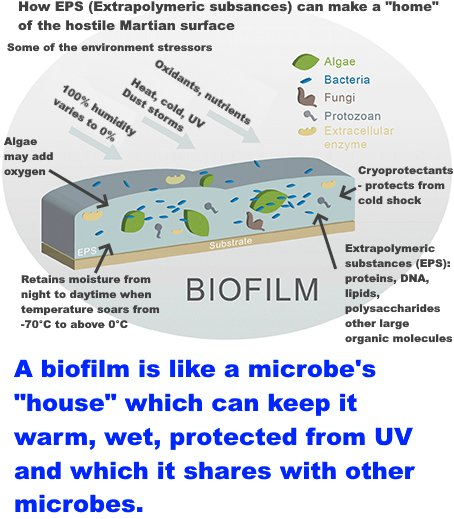 How EPS (Extrapolymeric subsances) can make a "home"
of the hostile Martian surface
Some of the environment stressors
100% humidity
varies to 0%
Heat, cold, UV
Dust storms
Oxidants, nutrients
Algae
Bacteria
Fungi
Protozoan
Extracellular
enzyme
Algae
may add
oxygen
Cryoprotectants
- protects from
cold shock
EPS
Substrate
Retains moisture from
night to daytime when
temperature soars from
-70°C to above 0°C
BIOFILM
Extrapolymeric
substances (EPS):
proteins, DNA,
lipids,
polysaccharides
other large
organic molecules
A biofilm is like a microbe's
"house" which can keep it
warm, wet, protected from UV
and which it shares with other
microbes.